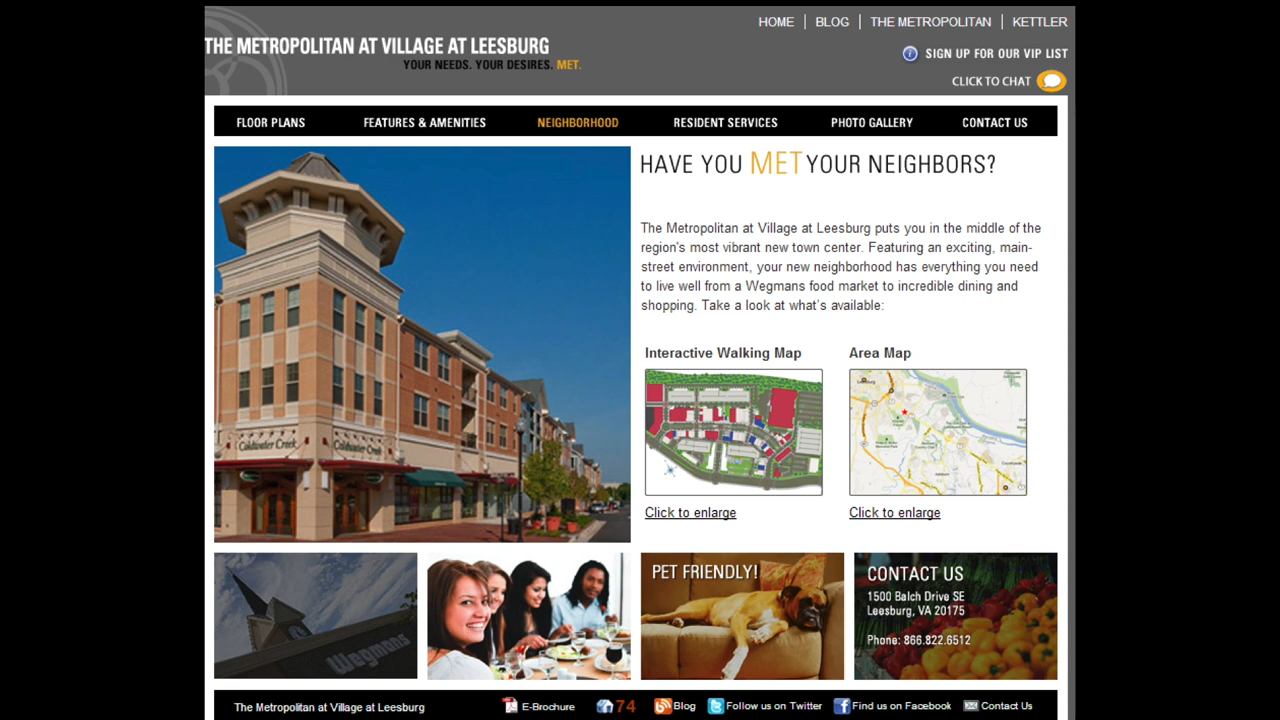 HOME BLOG THE METROPOLITAN KETTLER
THE METROPOLITAN AT VILLAGE AT LEESBURG
YOUR NEEDS. YOUR DESIRES. MET.
SIGN UP FOR OUR VIP LIST
CLICK TO CHAT
FLOOR PLANS FEATURES & AMENITIES NEIGHBORHOOD RESIDENT SERVICES PHOTO GALLERY CONTACT US
HAVE YOU MET YOUR NEIGHBORS?
The Metropolitan at Village at Leesburg puts you in the middle of the
region's most vibrant new town center. Featuring an exciting, main-
street environment, your new neighborhood has everything you need
to live well from a Wegmans food market to incredible dining and
shopping. Take a look at what's available:
Interactive Walking Map Area Map
Leesburg
Click to enlarge Click to enlarge
Coldwater Creek Coldwater Creek
Wegmans
PET FRIENDLY!
CONTACT US
1500 Balch Drive SE
Leesburg, VA 20175
Phone: 866.822.6512
The Metropolitan at Village at Leesburg E-Brochure 74 Blog Follow us on Twitter Find us on Facebook Contact Us